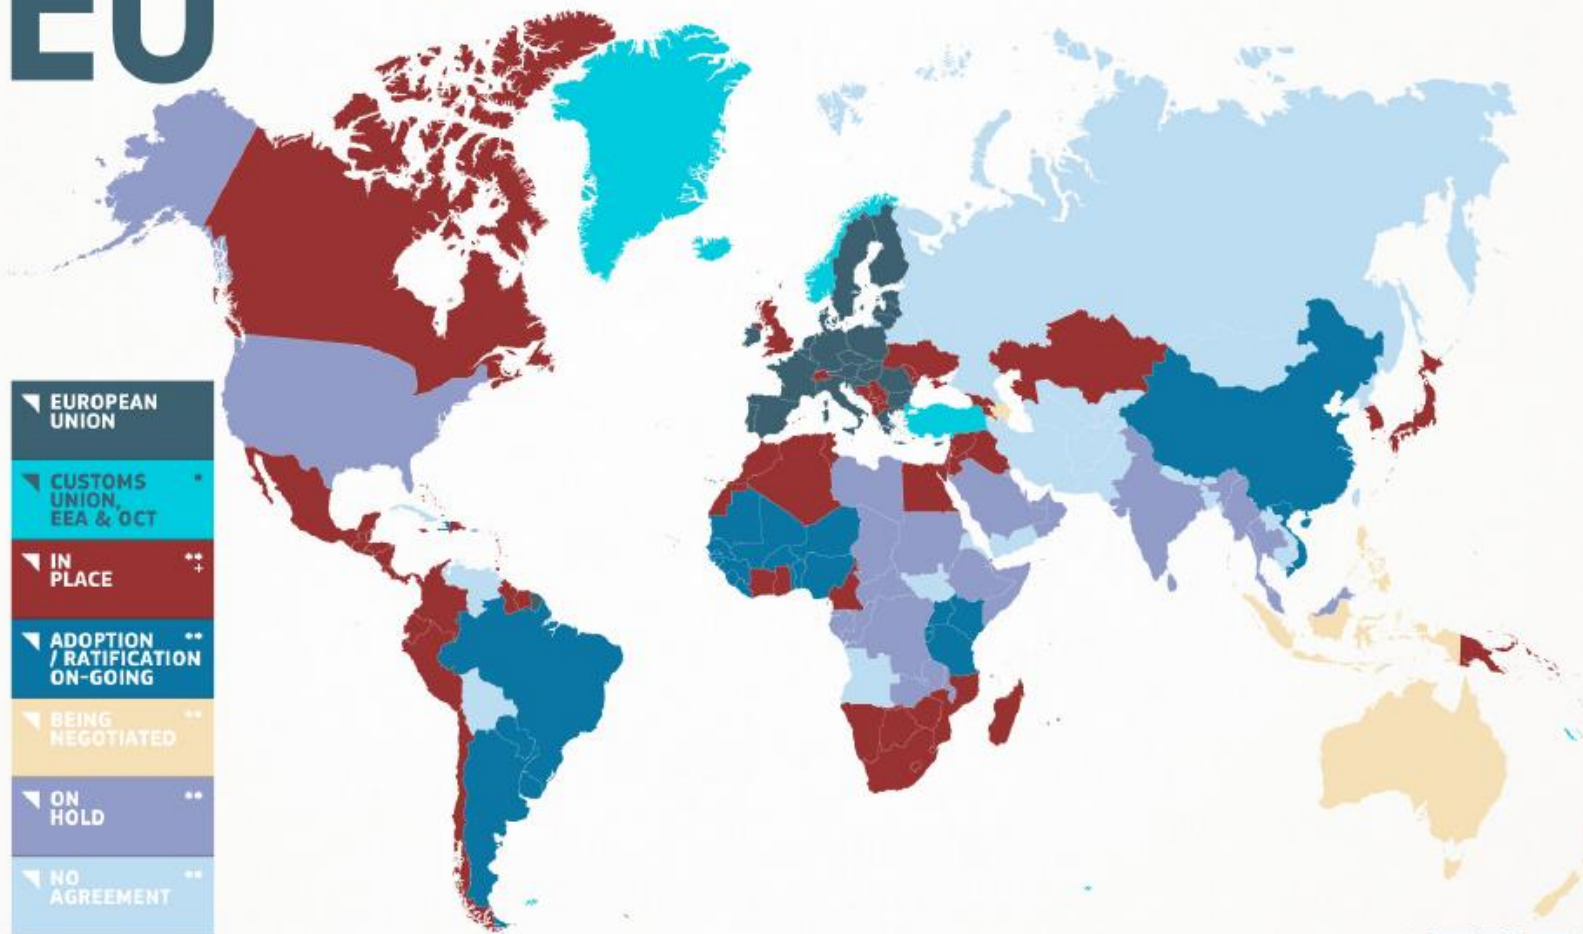 EU
EUROPEAN
UNION
CUSTOMS *
UNION,
EEA & OCT
IN **
PLACE +
ADOPTION **
/ RATIFICATION
ON-GOING
BEING **
NEGOTIATED
ON **
HOLD
NO **
AGREEMENT